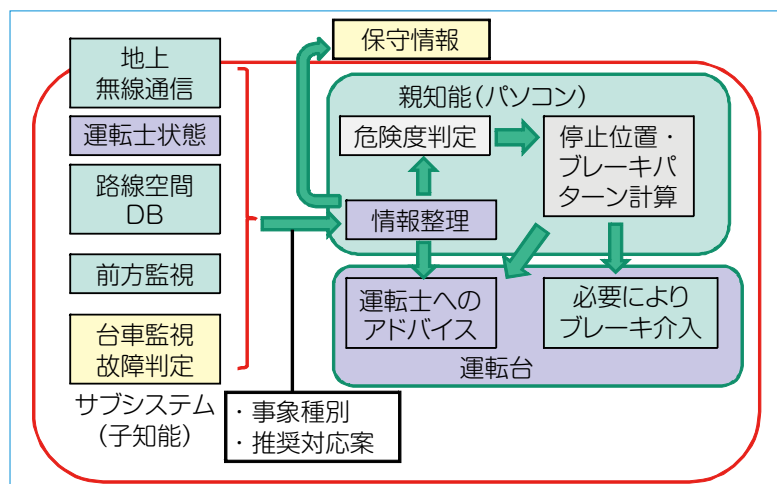 保守情報
地上
無線通信
運転士状態
路線空間
DB
前方監視
台車監視
故障判定
サブシステム
(子知能)
・事象種別
・推奨対応案
親知能(パソコン)
危険度判定
停止位置・
ブレーキパ
ターン計算
情報整理
運転士への
アドバイス
必要により
ブレーキ介入
運転台